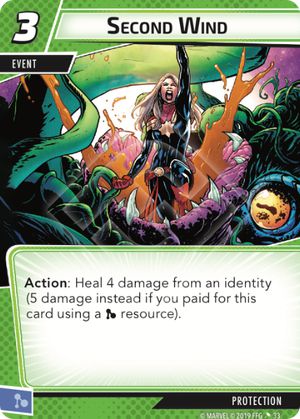 3
SECOND WIND
EVENT
Action: Heal 4 damage from an identity
(5 damage instead if you paid for this
card using a resource).
PROTECTION
© MARVEL © 2019 FFG 73